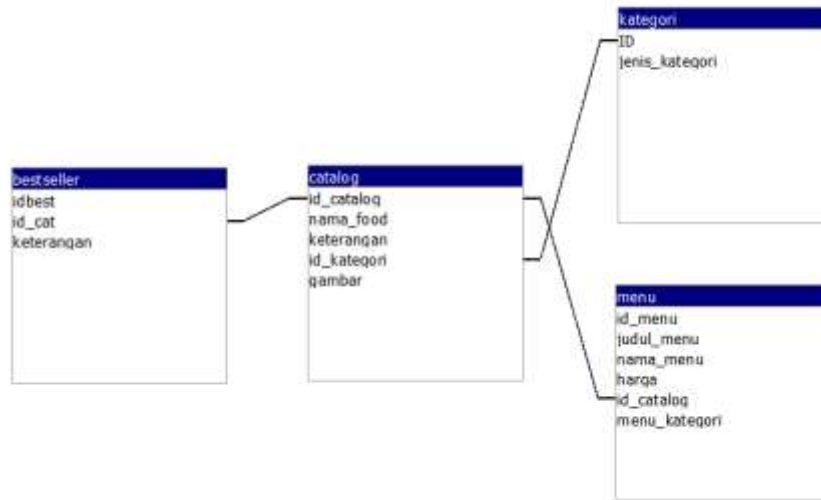 kategori
ID
jenis_kategori
bestseller
idbest
id_cat
keterangan
catalog
id_catalog
nama_food
keterangan
id_kategori
gambar
menu
id_menu
judul_menu
nama_menu
harga
id_catalog
menu_kategori